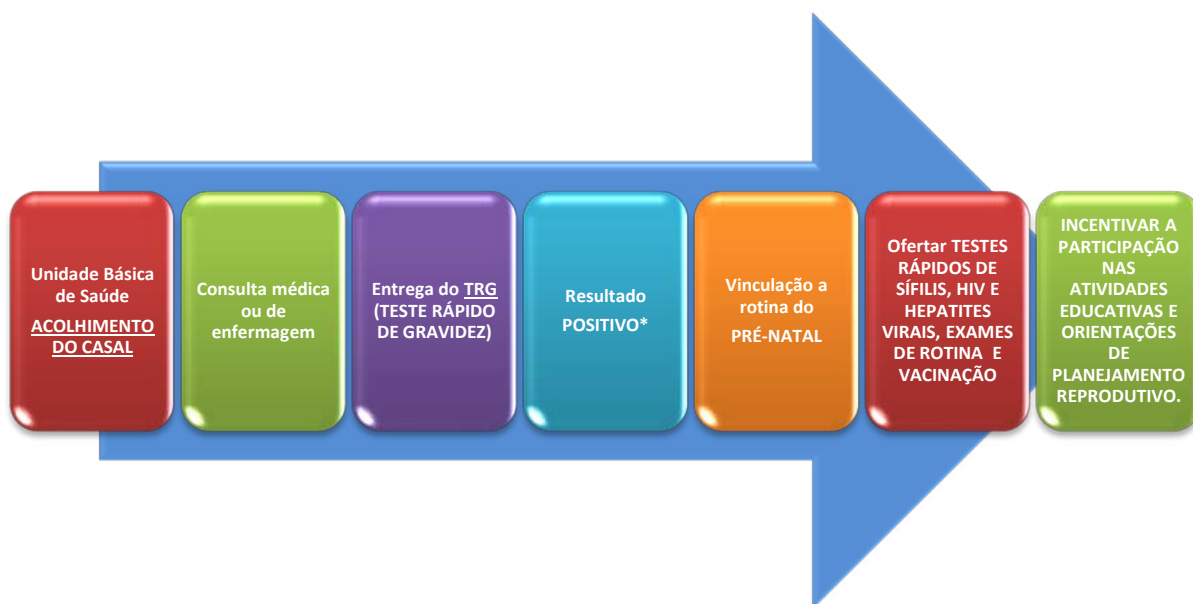 Unidade Básica
de Saúde
ACOLHIMENTO
DO CASAL
Consulta médica
ou de
enfermagem
Entrega do TRG
(TESTE RÁPIDO
DE GRAVIDEZ)
Resultado
POSITIVO*
Vinculação a
rotina do
PRÉ-NATAL
Ofertar TESTES
RÁPIDOS DE
SÍFILIS, HIV E
HEPATITES
VIRAIS, EXAMES
DE ROTINA E
VACINAÇÃO
INCENTIVAR A
PARTICIPAÇÃO
NAS
ATIVIDADES
EDUCATIVAS E
ORIENTAÇÕES
DE
PLANEJAMENTO
REPRODUTIVO.